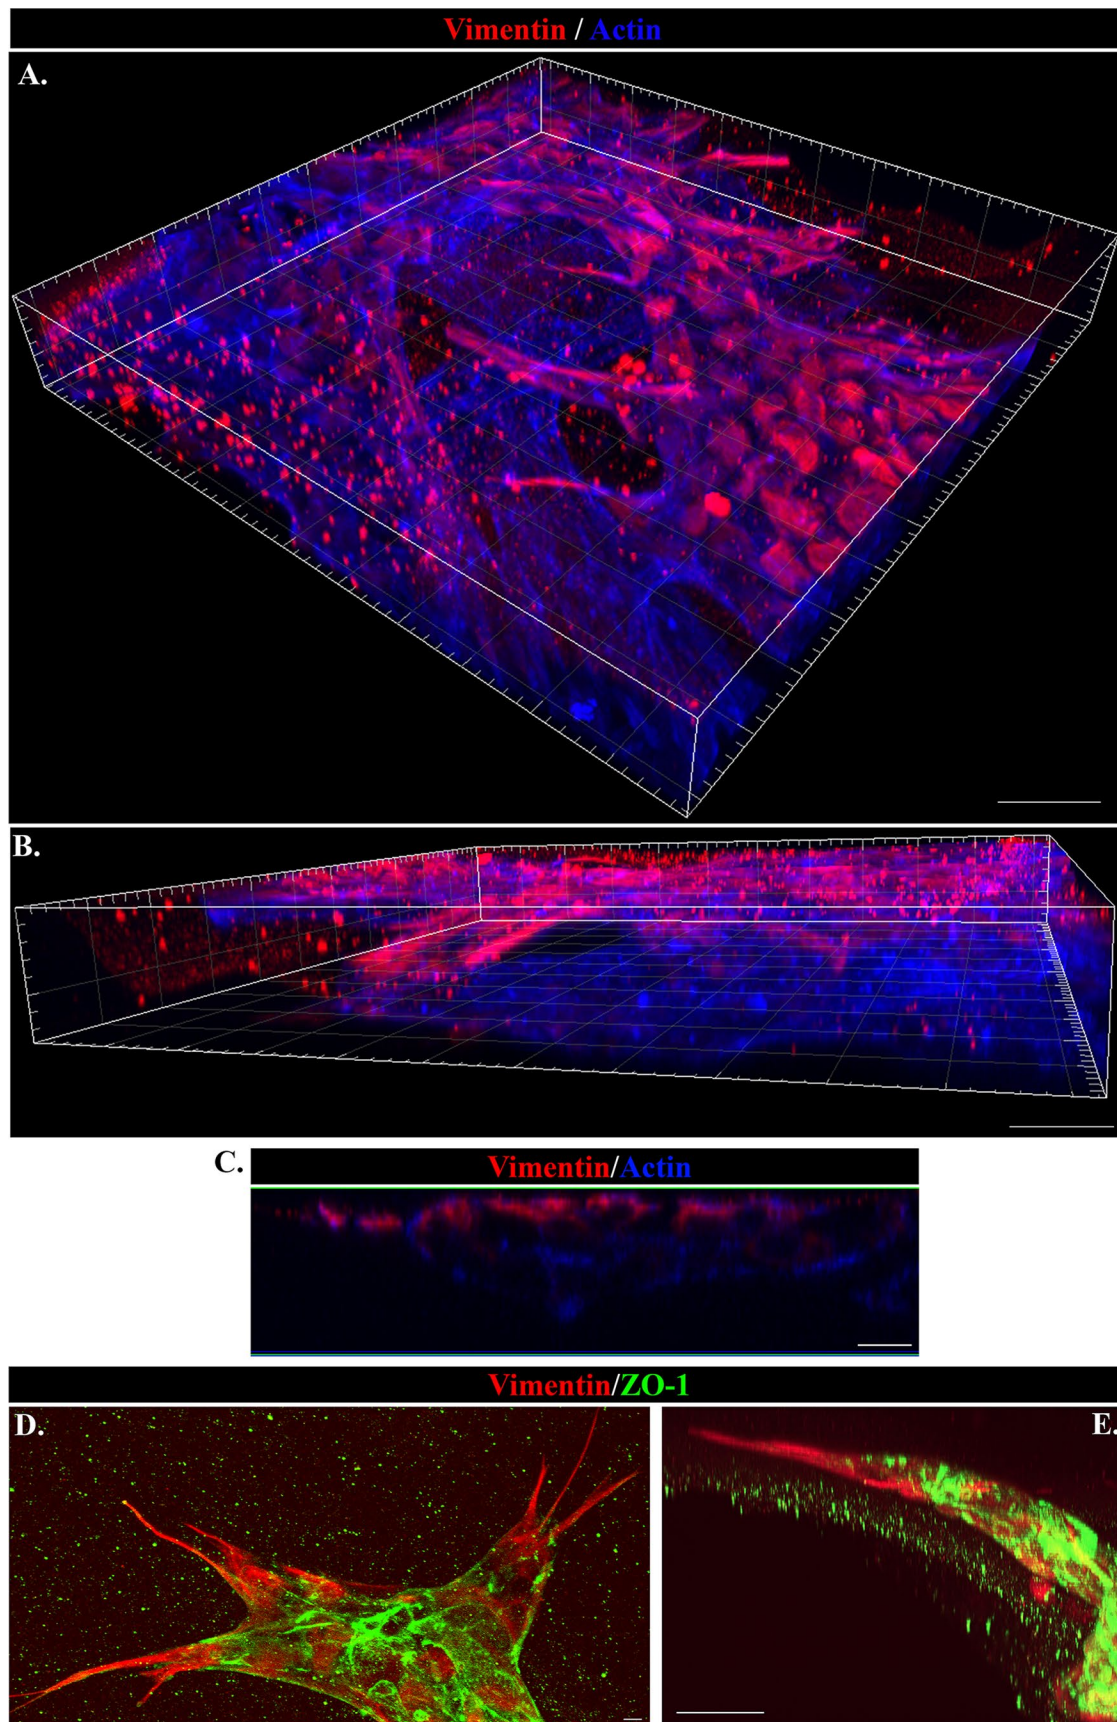 Vimentin / Actin
A.
B.
C.
Vimentin/Actin
Vimentin/ZO-1
D.
E.